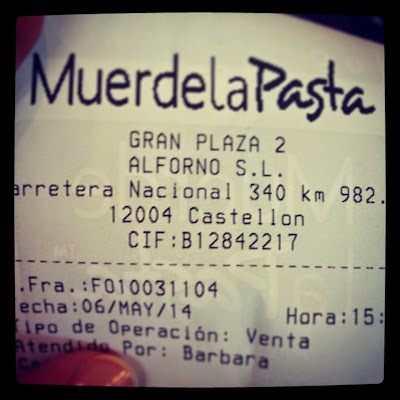 MuerdelaPasta
GRAN PLAZA 2
ALFORNO S.L.
arretera Nacional 340 km 982.
12004 Castellon
CIF:B12842217
.Fra.:F010031104
echa:06/MAY/14 Hora:15:
Tipo de Operación: Venta
Atendido Por: Barbara